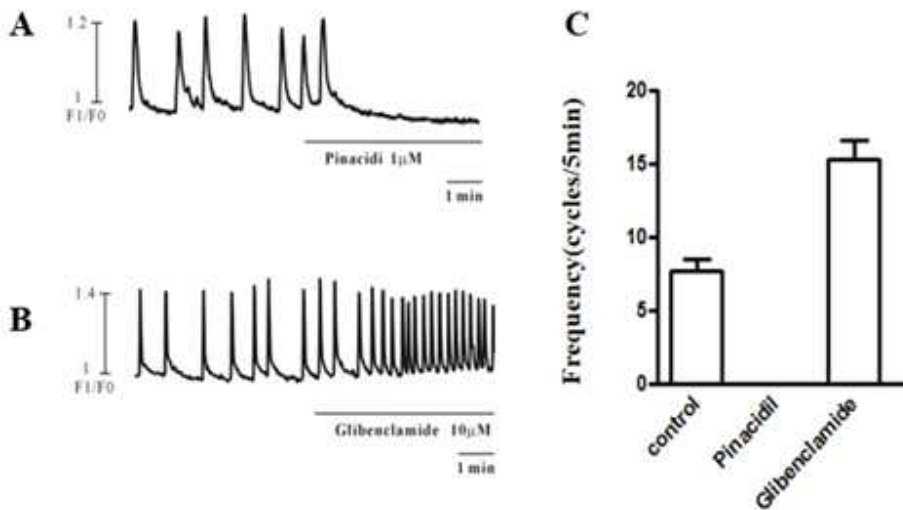 A
1.2
1
F1/F0
Pinacidi 1μM
1 min
B
1.4
1
F1/F0
Glibenclamide 10μM
1 min
C
Frequency(cycles/5min)
20
15
10
5
0
control
Pinacidil
Glibenclamide